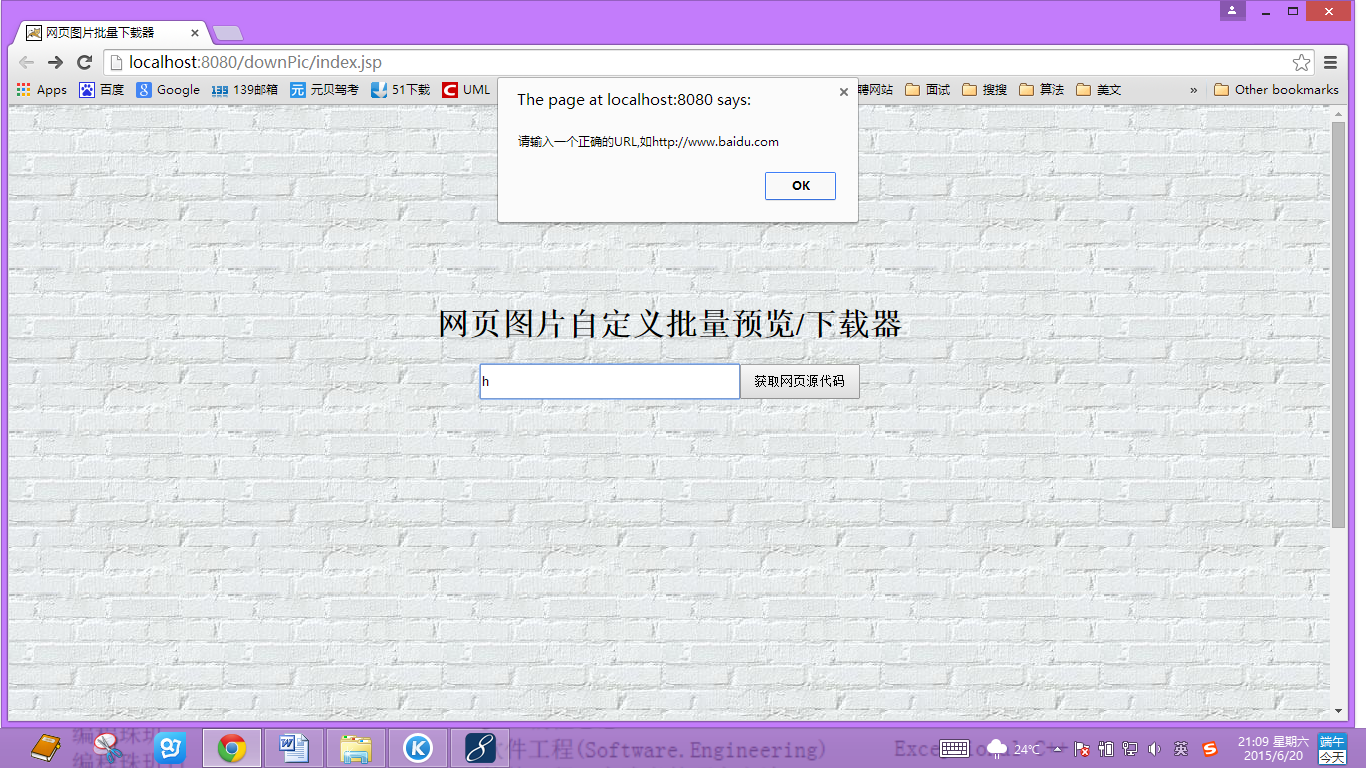 网页图片批量下载器
localhost:8080/downPic/index.jsp
Apps 百度 Google 139邮箱 元贝驾考 51下载 UML 聘网站 面试 搜搜 算法 美文 » Other bookmarks
The page at localhost:8080 says:
请输入一个正确的URL,如http://www.baidu.com
OK
网页图片自定义批量预览/下载器
h 获取网页源代码
件工程(Software.Engineering)
24℃ 英 21:09 星期六 端午
2015/6/20 今天